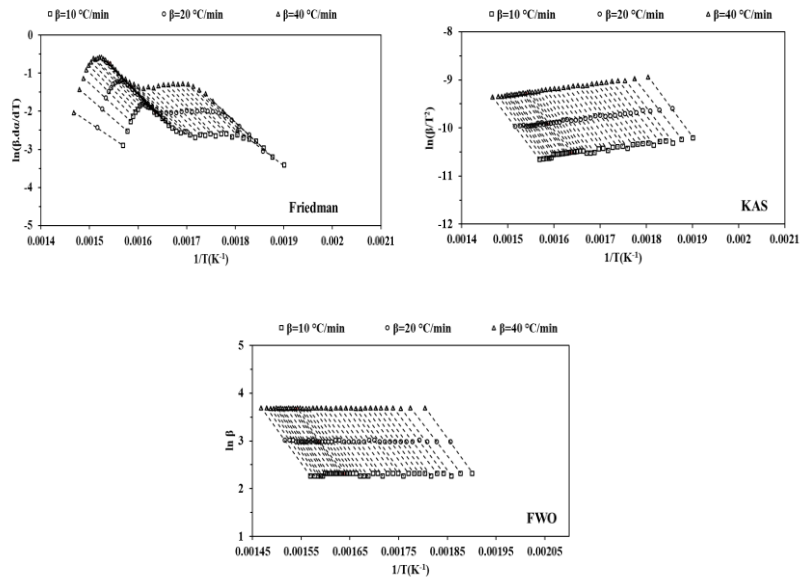 β=10 °C/min β=20 °C/min β=40 °C/min
0
-1
-2
-3
-4
-5
ln(β.dα/dT)
Friedman
0.0014 0.0015 0.0016 0.0017 0.0018 0.0019 0.002 0.0021
1/T(K⁻¹)
β=10 °C/min β=20 °C/min β=40 °C/min
-8
-9
-10
-11
-12
ln(β/T²)
KAS
0.0014 0.0015 0.0016 0.0017 0.0018 0.0019 0.002 0.0021
1/T(K⁻¹)
β=10 °C/min β=20 °C/min β=40 °C/min
5
4
3
2
1
ln β
FWO
0.00145 0.00155 0.00165 0.00175 0.00185 0.00195 0.00205
1/T(K⁻¹)